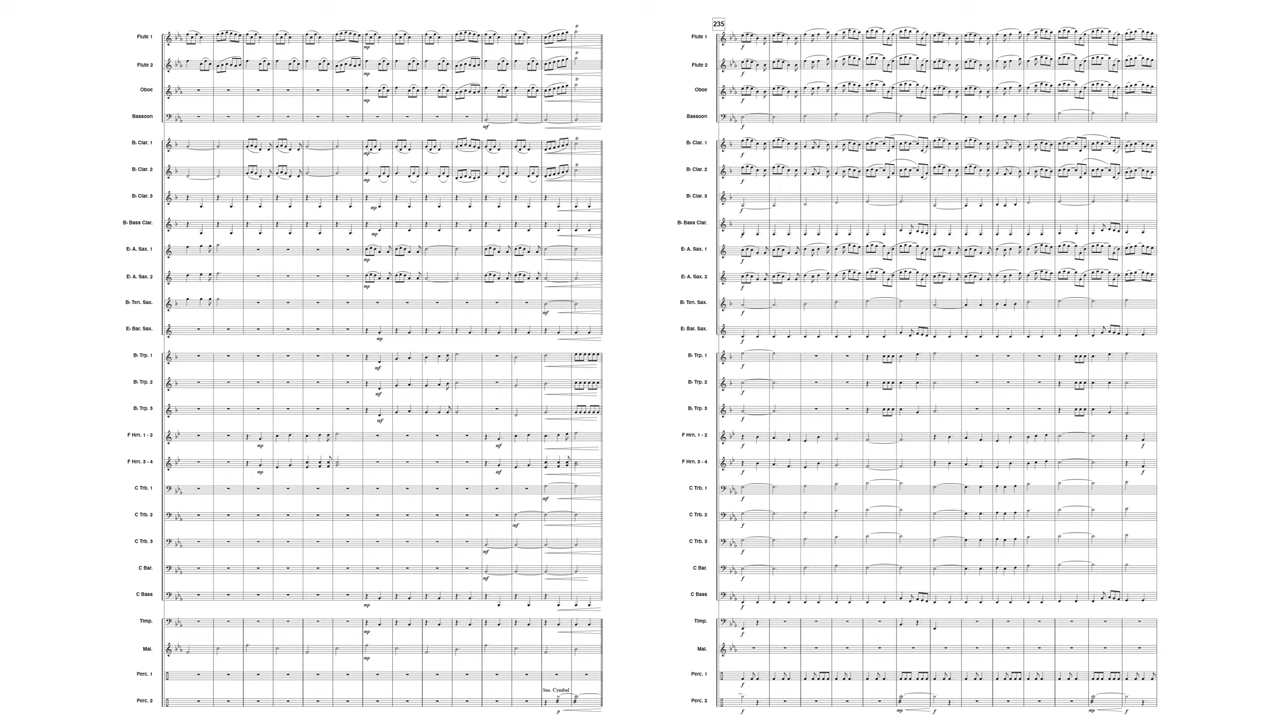 Flute 1
Flute 2
Oboe
Bassoon
mf
B♭ Clar. 1
B♭ Clar. 2
B♭ Clar. 3
B♭ Bass Clar.
E♭ A. Sax. 1
E♭ A. Sax. 2
B♭ Ten. Sax.
E♭ Bar. Sax.
B♭ Trp. 1
B♭ Trp. 2
B♭ Trp. 3
F Hrn. 1 - 2
F Hrn. 3 - 4
C Trb. 1
C Trb. 2
C Trb. 3
C Bar.
C Bass
Timp.
Mal.
Perc. 1
Sus. Cymbal
Perc. 2
235
Flute 1
Flute 2
Oboe
Bassoon
B♭ Clar. 1
B♭ Clar. 2
B♭ Clar. 3
B♭ Bass Clar.
E♭ A. Sax. 1
E♭ A. Sax. 2
B♭ Ten. Sax.
E♭ Bar. Sax.
B♭ Trp. 1
B♭ Trp. 2
B♭ Trp. 3
F Hrn. 1 - 2
F Hrn. 3 - 4
C Trb. 1
C Trb. 2
C Trb. 3
C Bar.
C Bass
Timp.
Mal.
Perc. 1
Perc. 2